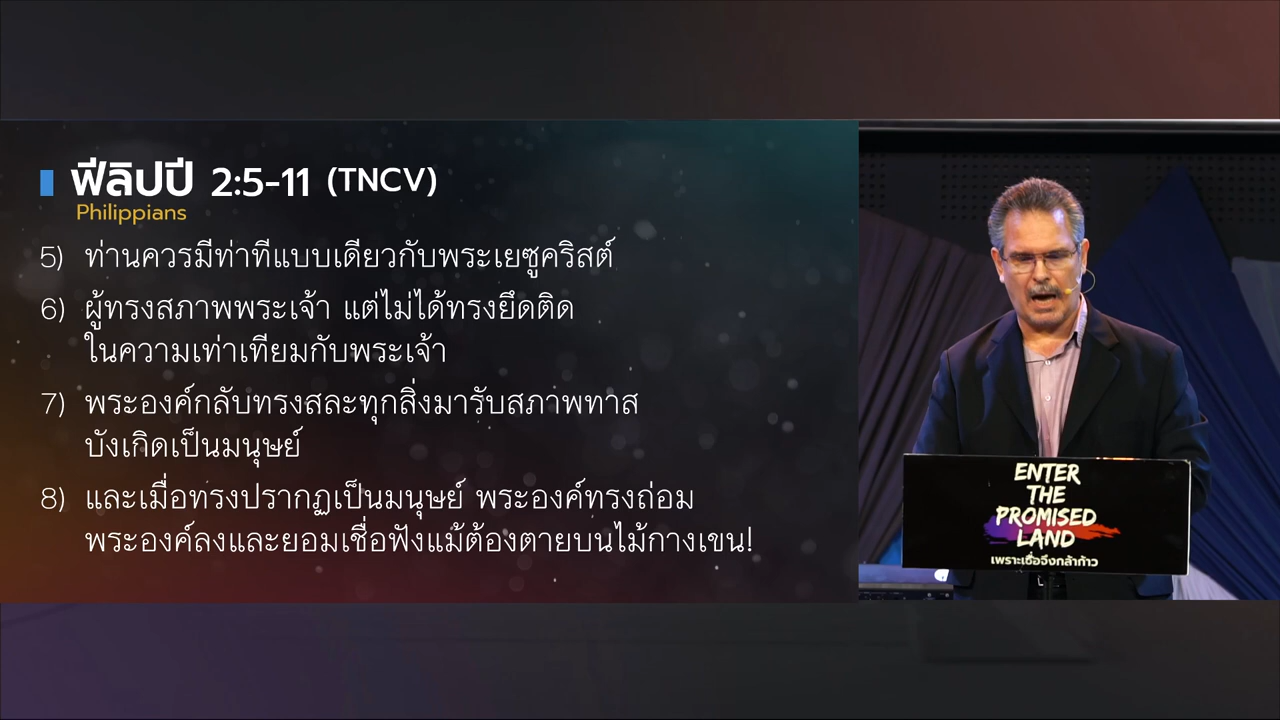 ฟีลิปปี 2:5-11 (TNCV)
Philippians
5) ท่านควรมีท่าทีแบบเดียวกับพระเยซูคริสต์
6) ผู้ทรงสภาพพระเจ้า แต่ไม่ได้ทรงยึดติด
ในความเท่าเทียมกับพระเจ้า
7) พระองค์กลับทรงสละทุกสิ่งมารับสภาพทาส
บังเกิดเป็นมนุษย์
8) และเมื่อทรงปรากฏเป็นมนุษย์ พระองค์ทรงถ่อม
พระองค์ลงและยอมเชื่อฟังแม้ต้องตายบนไม้กางเขน!
ENTER
THE
PROMISED
LAND
เพราะเชื่อจึงกล้าก้าว